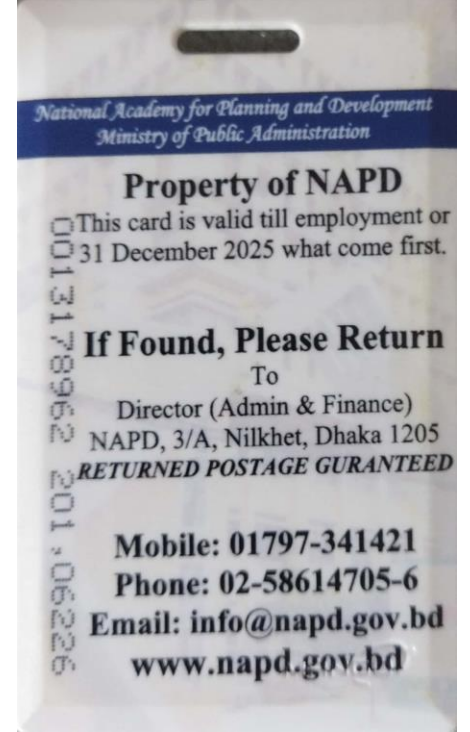 National Academy for Planning and Development
Ministry of Public Administration
Property of NAPD
This card is valid till employment or
31 December 2025 what come first.
If Found, Please Return
To
Director (Admin & Finance)
NAPD, 3/A, Nilkhet, Dhaka 1205
RETURNED POSTAGE GURANTEED
Mobile: 01797-341421
Phone: 02-58614705-6
Email: info@napd.gov.bd
www.napd.gov.bd
0013178962 201,06226